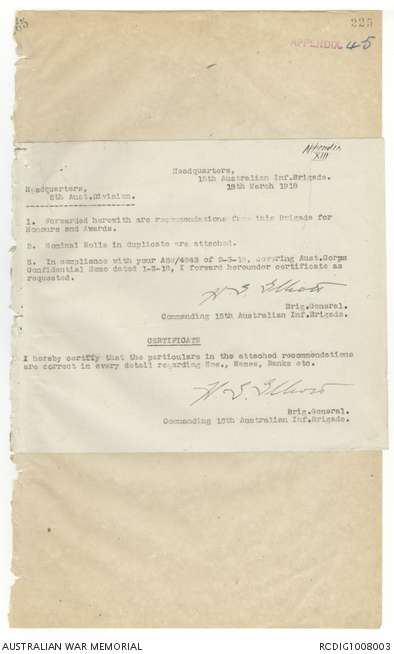 225
APPENDIX 45
Appendix
XIII
Headquarters,
15th Australian Inf.Brigade.
19th March 1918
Headquarters,
5th Aust.Division.
1. Forwarded herewith are recommendations from this Brigade for
Honours and Awards.
2. Nominal Rolls in duplicate are attached.
3. In compliance with your of 2-3-18, covering Aust.Corps
Confidential Memo dated 1-3-18, I forward hereunder certificate as
requested.
H E Elliott
Brig.General.
Commanding 15th Australian Inf.Brigade.
CERTIFICATE
I hereby certify that the particulars in the attached recommendations
are correct in every detail regarding Nos., Names, Ranks etc.
H. E. Elliott
Brig.General.
Commanding 15th Australian Inf.Brigade.
AUSTRALIAN WAR MEMORIAL
RCDIG1008003